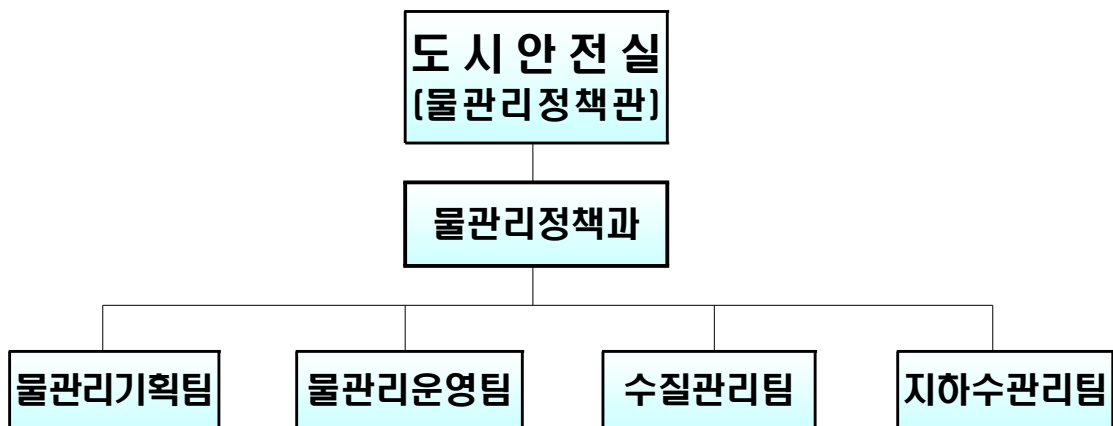 도 시 안 전 실
(물관리정책관)
물관리정책과
물관리기획팀
물관리운영팀
수질관리팀
지하수관리팀